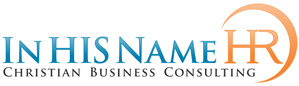 IN HIS NAME HR
CHRISTIAN BUSINESS CONSULTING